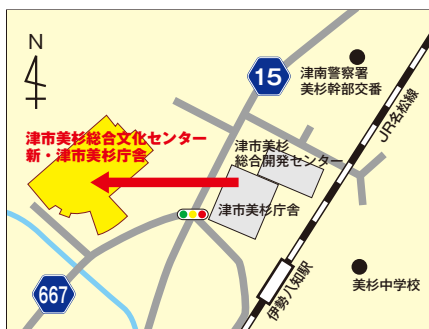 N
15
津南警察署
美杉幹部交番
JR名松線
津市美杉総合文化センター
新・津市美杉庁舎
津市美杉
総合開発センター
津市美杉庁舎
伊勢八知駅
美杉中学校
667